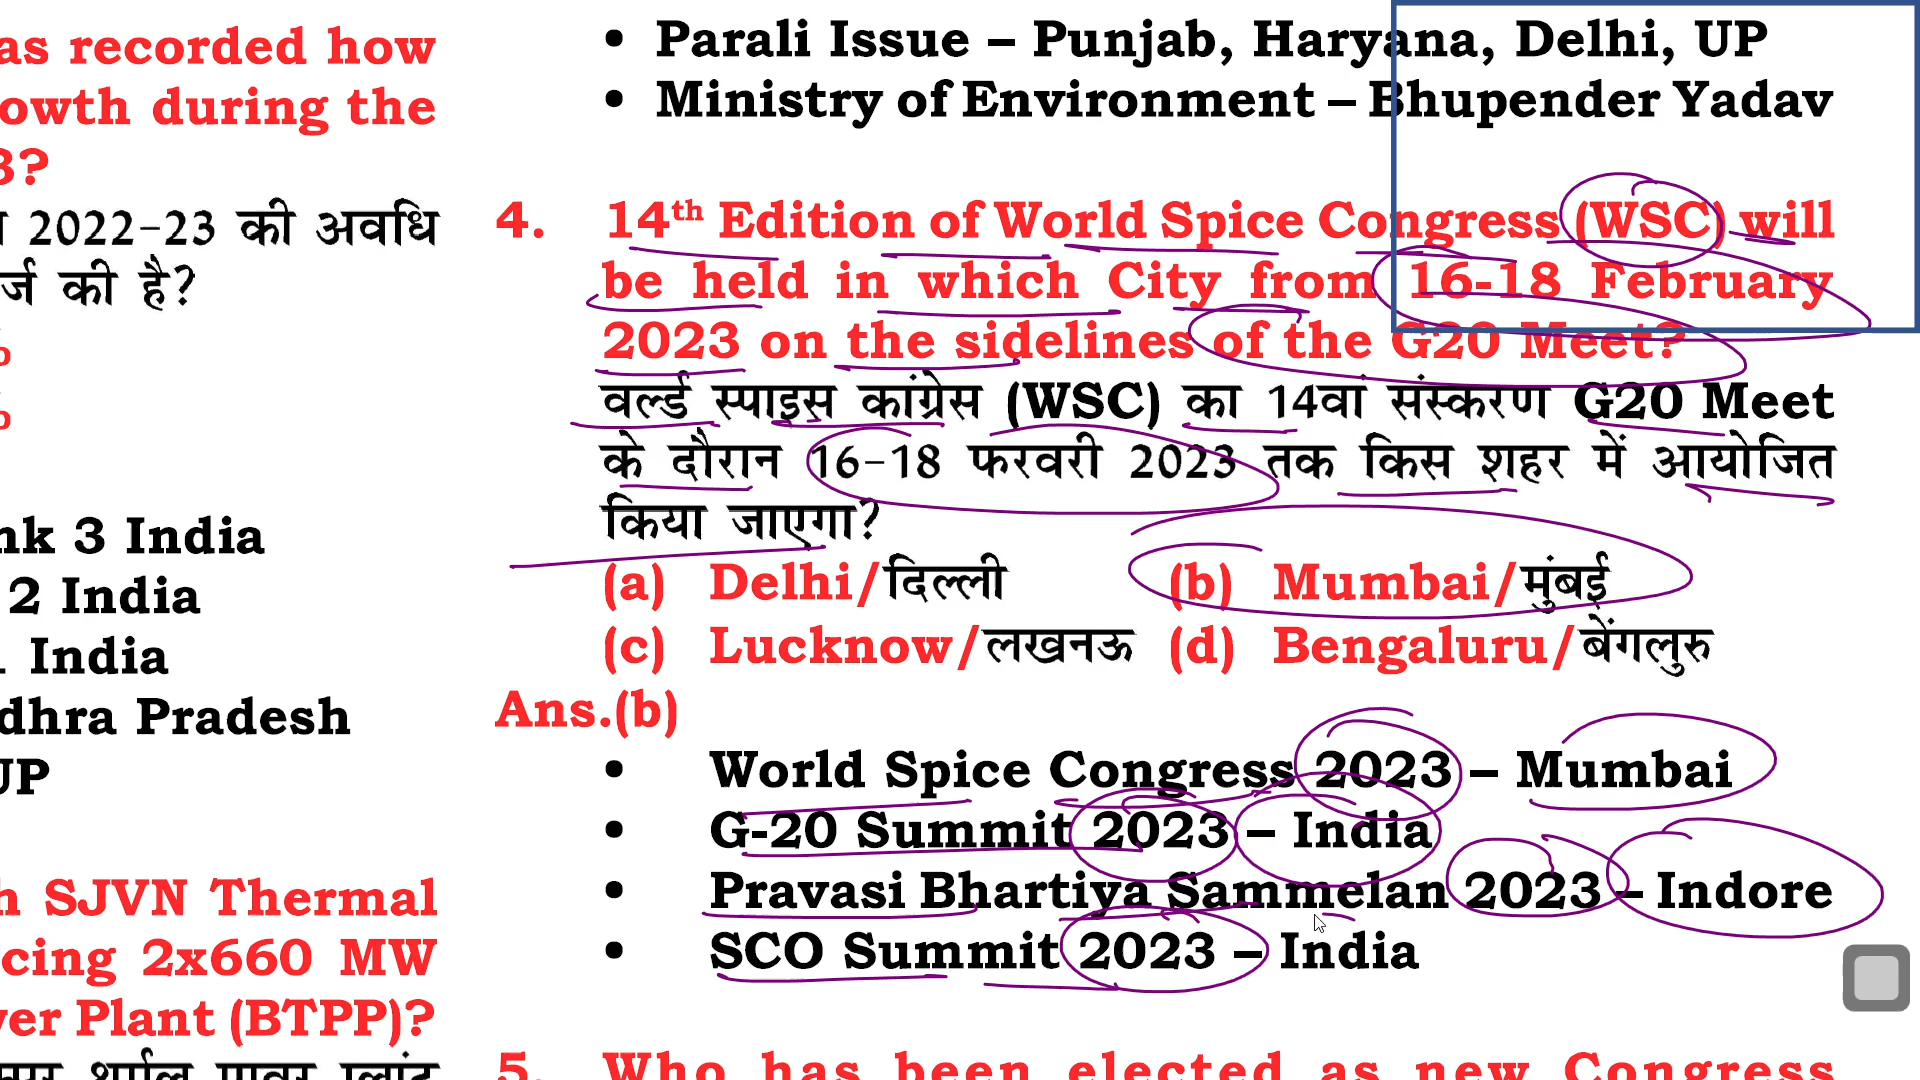 as recorded how
owth during the
3?
2022-23 की अवधि
र्ज की है?
%
%
nk 3 India
2 India
India
dhra Pradesh
UP
h SJVN Thermal
cing 2x660 MW
ver Plant (BTPP)?
• Parali Issue – Punjab, Haryana, Delhi, UP
• Ministry of Environment – Bhupender Yadav
4. 14th Edition of World Spice Congress (WSC) will
be held in which City from 16-18 February
2023 on the sidelines of the G20 Meet?
वर्ल्ड स्पाइस कांग्रेस (WSC) का 14वां संस्करण G20 Meet
के दौरान 16-18 फरवरी 2023 तक किस शहर में आयोजित
किया जाएगा?
(a) Delhi/दिल्ली (b) Mumbai/मुंबई
(c) Lucknow/लखनऊ (d) Bengaluru/बेंगलुरु
Ans.(b)
• World Spice Congress 2023 – Mumbai
• G-20 Summit 2023 – India
• Pravasi Bhartiya Sammelan 2023 – Indore
• SCO Summit 2023 – India
5. Who has been elected as new Congress